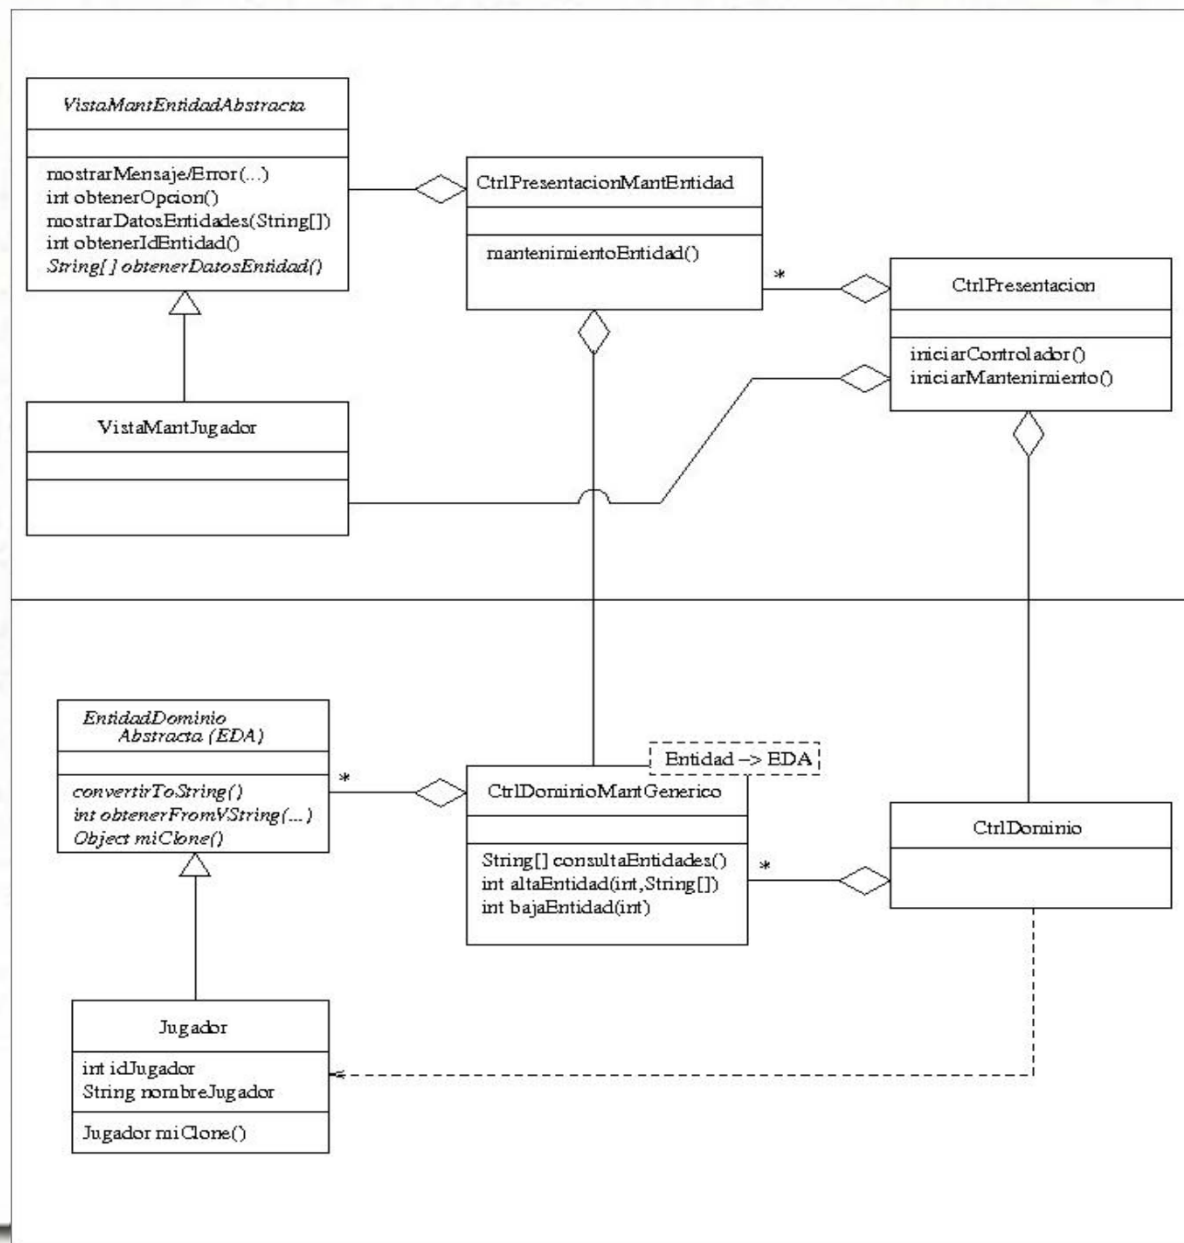 VistaMantEntidadAbstracta
mostrarMensaje/Error(...)
int obtenerOpcion()
mostrarDatosEntidades(String[])
int obtenerIdEntidad()
String[] obtenerDatosEntidad()
CtrlPresentacionMantEntidad
mantenimientoEntidad()
*
CtrlPresentacion
iniciarControlador()
iniciarMantenimiento()
VistaMantJugador
EntidadDominio
Abstracta (EDA)
convertirToString()
int obtenerFromVString(...)
Object miClone()
*
Entidad -> EDA
CtrlDominioMantGenerico
String[] consultaEntidades()
int altaEntidad(int,String[])
int bajaEntidad(int)
*
CtrlDominio
Jugador
int idJugador
String nombreJugador
Jugador miClone()